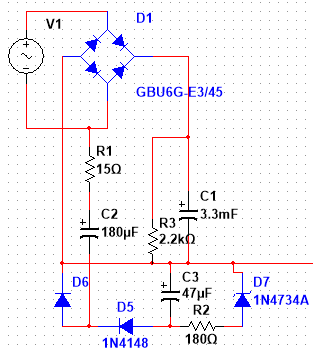 V1
D1
GBU6G-E3/45
R1
15Ω
C1
3.3mF
C2
180µF
R3
2.2kΩ
D6
C3
47µF
D7
1N4734A
D5
1N4148
R2
180Ω